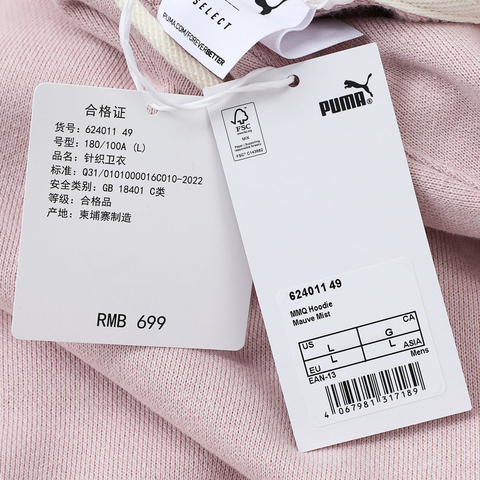 SELECT
PUMA.COM/FOREVERBETTER
合格证
货号: 624011 49
号型: 180/100A (L)
品名: 针织卫衣
标准: Q31/0101000016C010-2022
安全类别: GB 18401 C类
等级: 合格品
产地: 柬埔寨制造
RMB 699
FSC
MIX
FSC® C143682
PUMA®
624011 49
MMQ Hoodie
Mauve Mist
US L G CA
EU L L ASIA
EAN-13 Mens
4 067981 317189